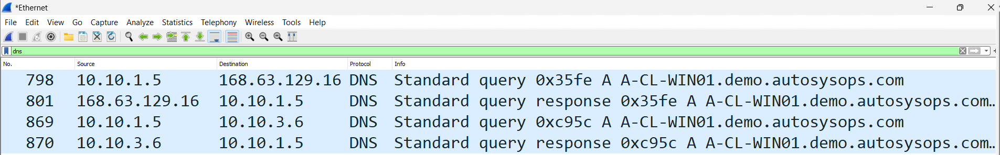 *Ethernet
File Edit View Go Capture Analyze Statistics Telephony Wireless Tools Help
dns
No. Source Destination Protocol Info
798 10.10.1.5 168.63.129.16 DNS Standard query 0x35fe A A-CL-WIN01.demo.autosysops.com
801 168.63.129.16 10.10.1.5 DNS Standard query response 0x35fe A A-CL-WIN01.demo.autosysops.com…
869 10.10.1.5 10.10.3.6 DNS Standard query 0xc95c A A-CL-WIN01.demo.autosysops.com
870 10.10.3.6 10.10.1.5 DNS Standard query response 0xc95c A A-CL-WIN01.demo.autosysops.com…